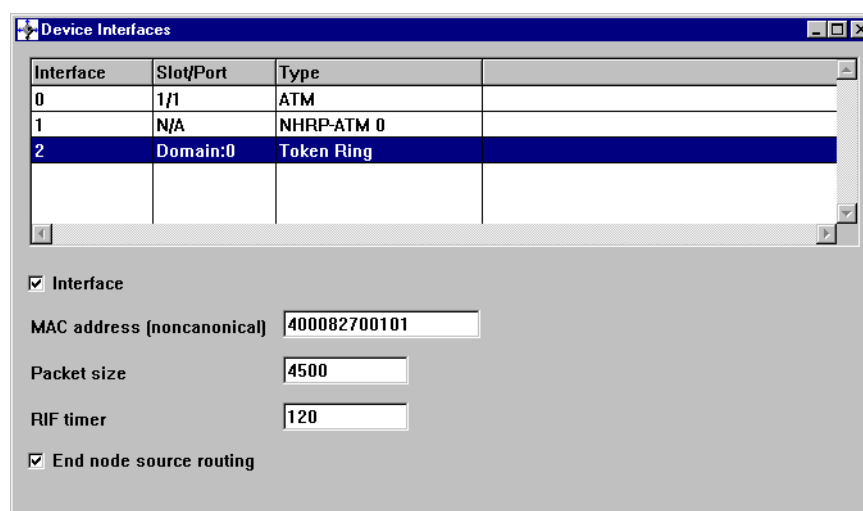 Device Interfaces
Interface Slot/Port Type
0 1/1 ATM
1 N/A NHRP-ATM 0
2 Domain:0 Token Ring
Interface
MAC address (noncanonical) 400082700101
Packet size 4500
RIF timer 120
End node source routing